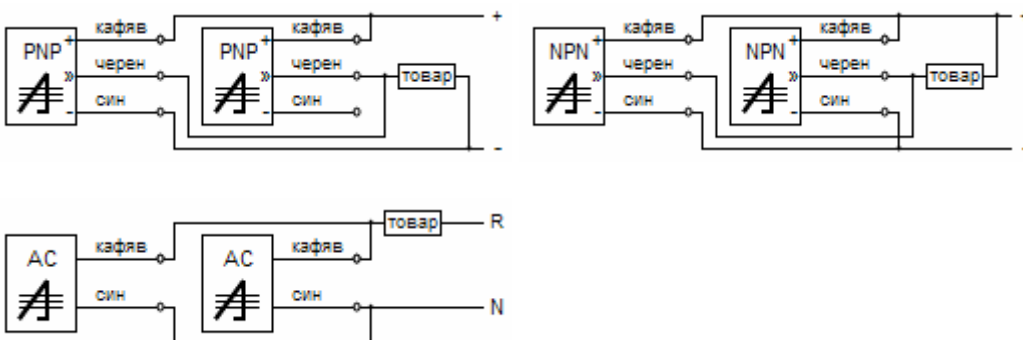 кафяв кафяв + кафяв кафяв
PNP + PNP + NPN + NPN +
» черен » черен товар » черен » черен товар
син син син син
- - - - -
товар R
кафяв кафяв
AC AC
син син N